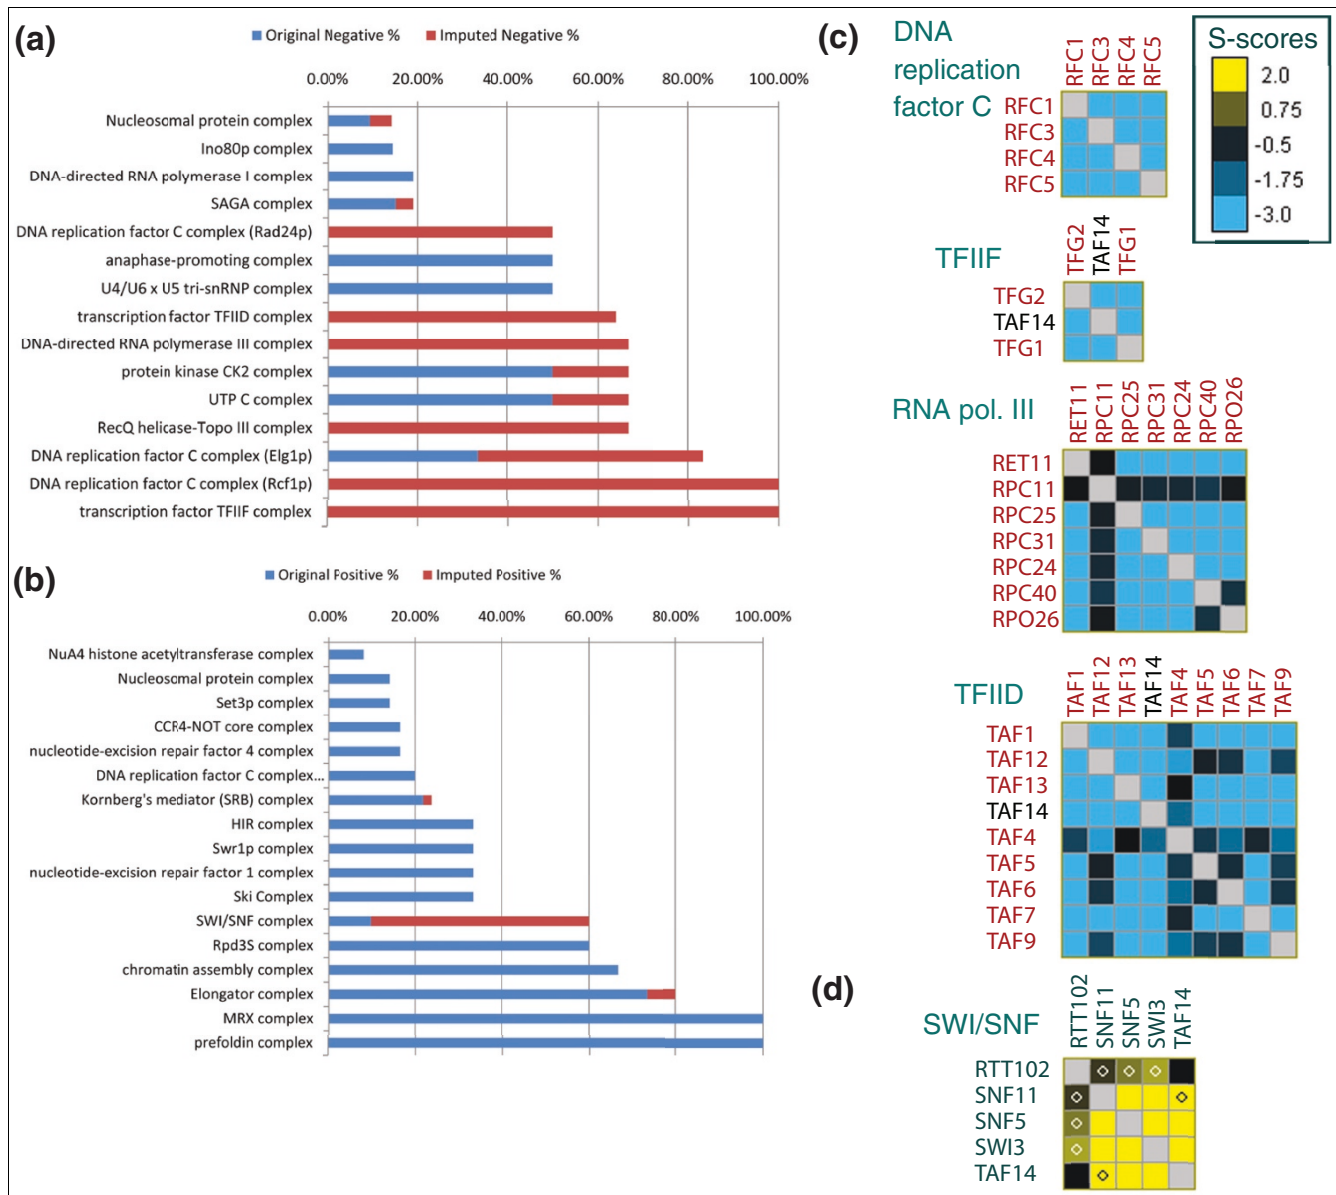 (a)
Original Negative % Imputed Negative %
0.00% 20.00% 40.00% 60.00% 80.00% 100.00%
Nucleosomal protein complex
Ino80p complex
DNA-directed RNA polymerase I complex
SAGA complex
DNA replication factor C complex (Rad24p)
anaphase-promoting complex
U4/U6 x U5 tri-snRNP complex
transcription factor TFIID complex
DNA-directed RNA polymerase III complex
protein kinase CK2 complex
UTP C complex
RecQ helicase-Topo III complex
DNA replication factor C complex (Elg1p)
DNA replication factor C complex (Rcf1p)
transcription factor TFIIF complex
(b)
Original Positive % Imputed Positive %
0.00% 20.00% 40.00% 60.00% 80.00% 100.00%
NuA4 histone acetyltransferase complex
Nucleosomal protein complex
Set3p complex
CCR4-NOT core complex
nucleotide-excision repair factor 4 complex
DNA replication factor C complex...
Kornberg's mediator (SRB) complex
HIR complex
Swr1p complex
nucleotide-excision repair factor 1 complex
Ski Complex
SWI/SNF complex
Rpd3S complex
chromatin assembly complex
Elongator complex
MRX complex
prefoldin complex
(c)
DNA
replication
factor C
RFC1 RFC3 RFC4 RFC5
RFC1
RFC3
RFC4
RFC5
S-scores
2.0
0.75
-0.5
-1.75
-3.0
TFIIF
TFG2 TAF14 TFG1
TFG2
TAF14
TFG1
RNA pol. III
RET11 RPC11 RPC25 RPC31 RPC24 RPC40 RPO26
RET11
RPC11
RPC25
RPC31
RPC24
RPC40
RPO26
TFIID
TAF1 TAF12 TAF13 TAF14 TAF4 TAF5 TAF6 TAF7 TAF9
TAF1
TAF12
TAF13
TAF14
TAF4
TAF5
TAF6
TAF7
TAF9
(d)
SWI/SNF
RTT102 SNF11 SNF5 SWI3 TAF14
RTT102
SNF11
SNF5
SWI3
TAF14